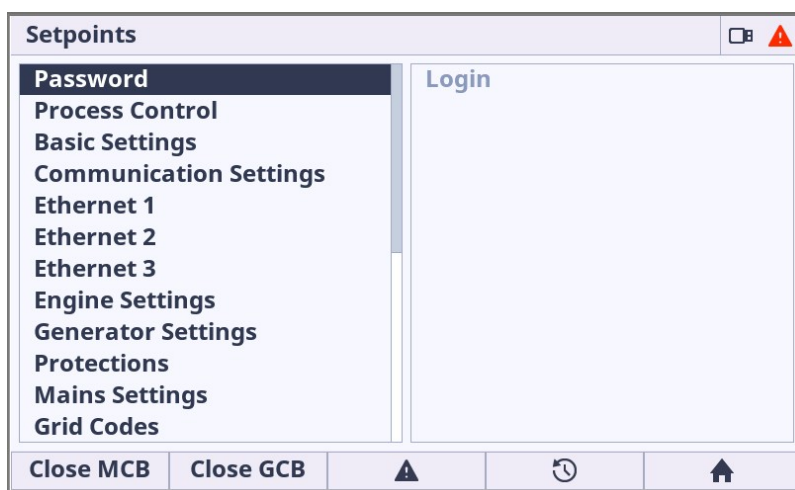 Setpoints
Password
Process Control
Basic Settings
Communication Settings
Ethernet 1
Ethernet 2
Ethernet 3
Engine Settings
Generator Settings
Protections
Mains Settings
Grid Codes
Login
Close MCB
Close GCB